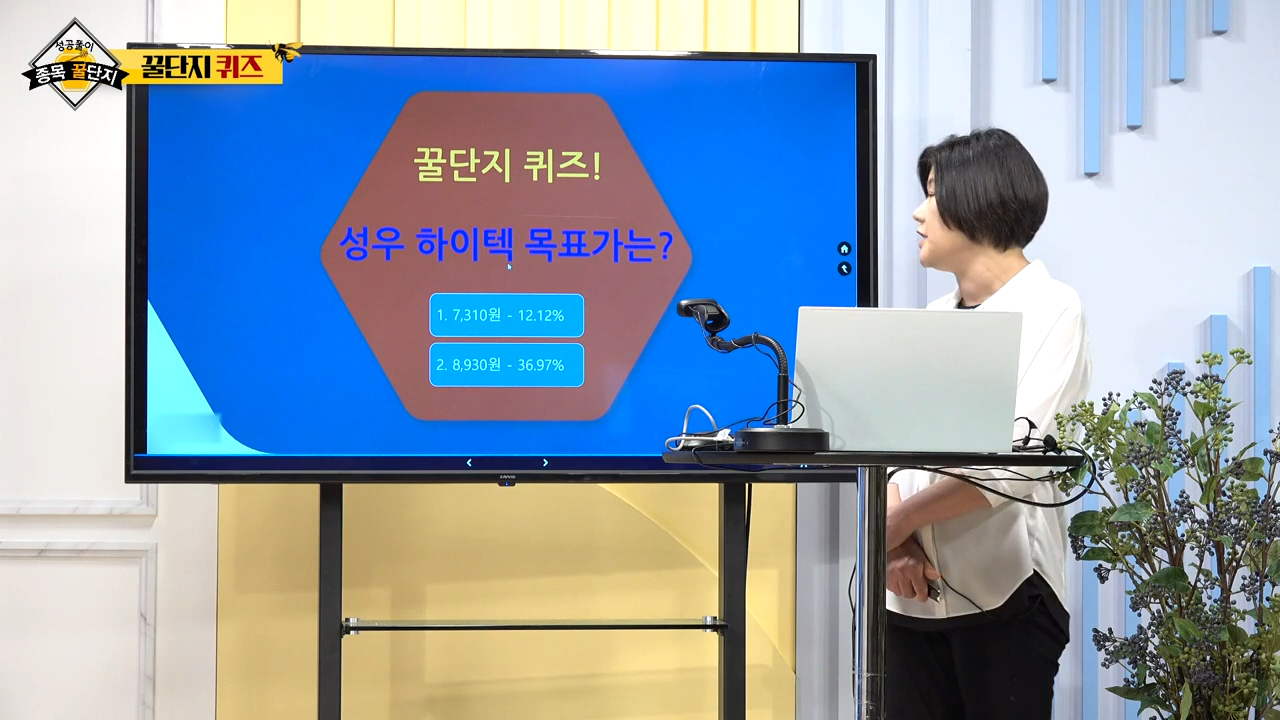 성공풀이
종목 꿀단지
꿀단지 퀴즈
꿀단지 퀴즈!
성우 하이텍 목표가는?
1. 7,310원 - 12.12%
2. 8,930원 - 36.97%